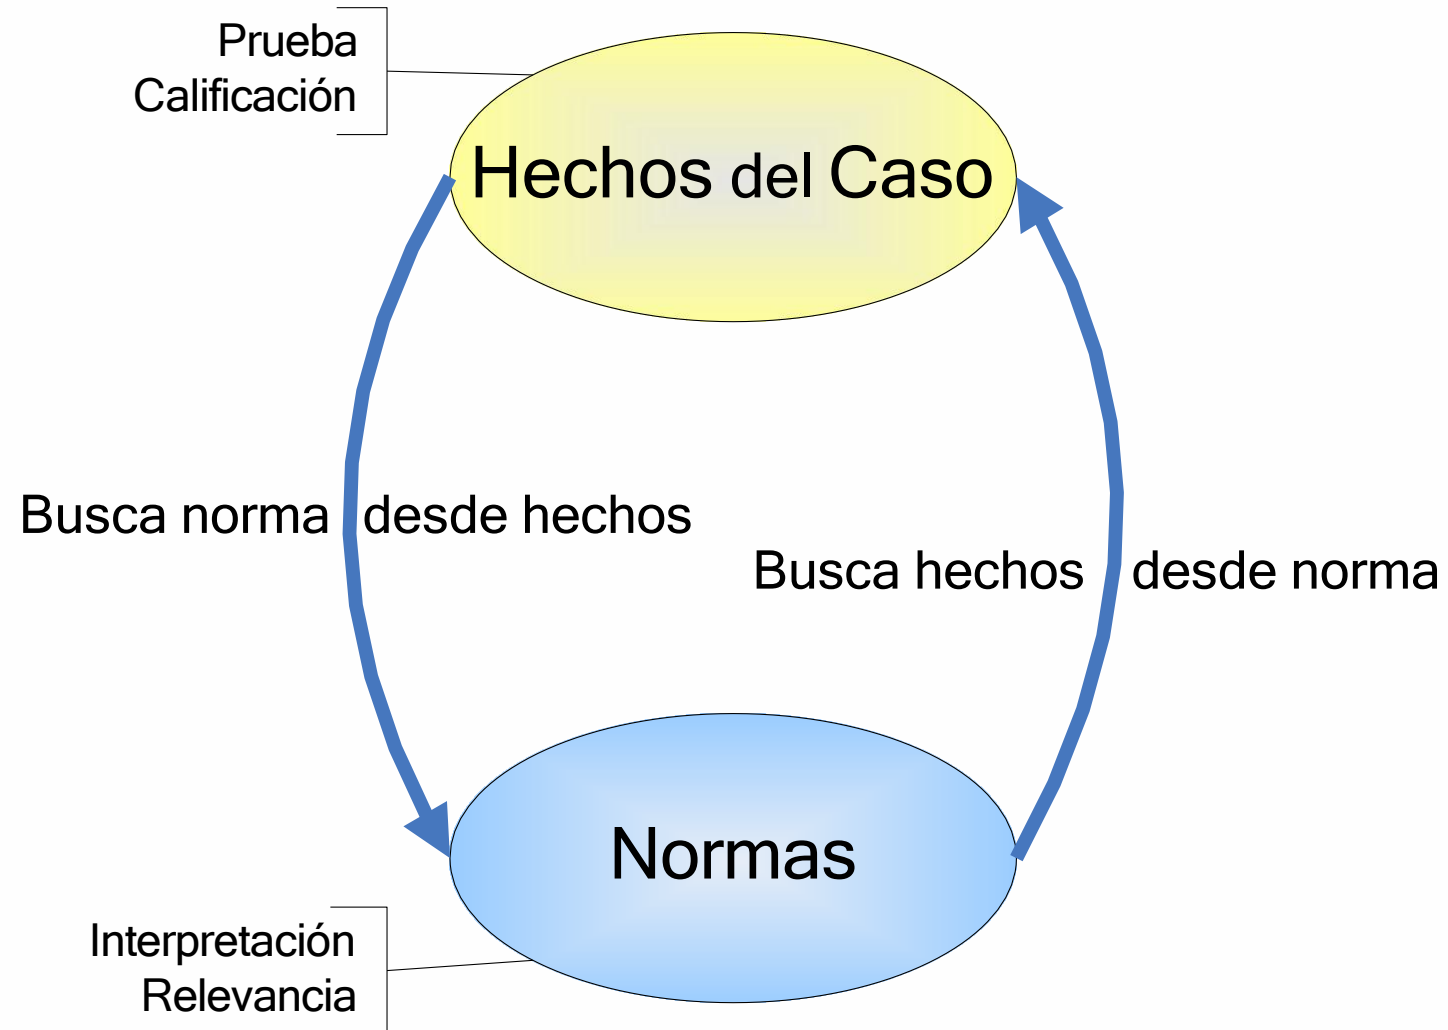 Prueba
Calificación
Hechos del Caso
Busca norma desde hechos
Busca hechos desde norma
Normas
Interpretación
Relevancia